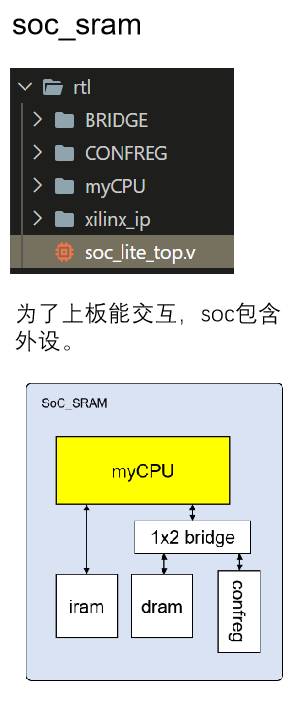 soc_sram
rtl
BRIDGE
CONFREG
myCPU
xilinx_ip
soc_lite_top.v
为了上板能交互，soc包含
外设。
SoC_SRAM
myCPU
1x2 bridge
iram
dram
confreg